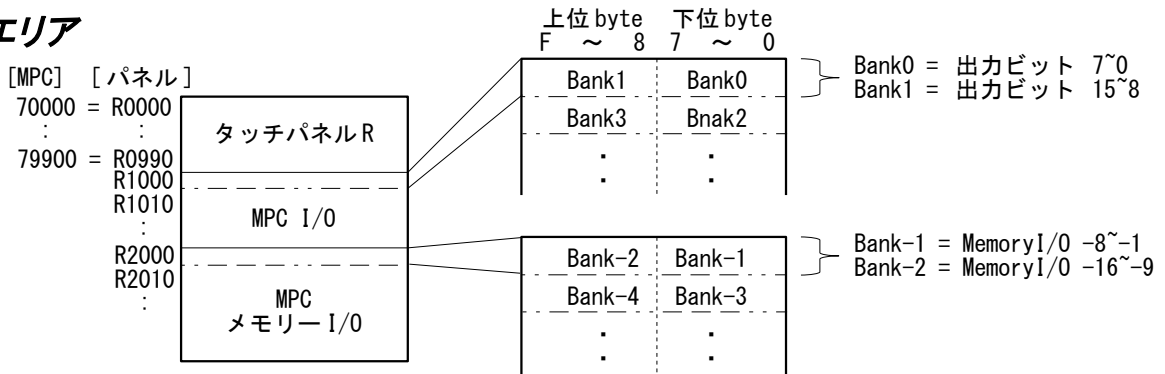 エリア
[MPC] [パネル]
70000 = R0000
: :
79900 = R0990
R1000
R1010
:
R2000
R2010
:
タッチパネルR
MPC I/O
MPC
メモリーI/O
上位byte 下位byte
F ～ 8 7 ～ 0
Bank1 Bank0
Bank3 Bnak2
・ ・
・ ・
Bank0 = 出力ビット 7~0
Bank1 = 出力ビット 15~8
Bank-2 Bank-1
Bank-4 Bank-3
・ ・
・ ・
Bank-1 = MemoryI/O -8~-1
Bank-2 = MemoryI/O -16~-9